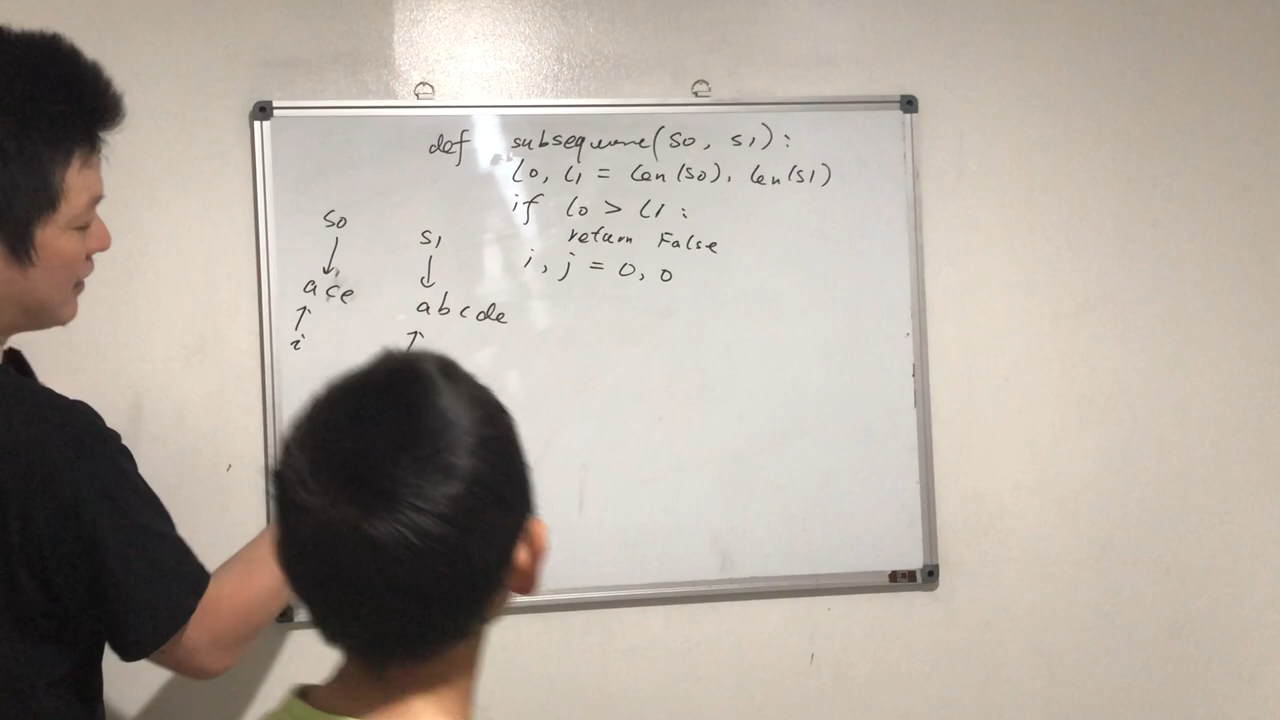 def subsequence(s0, s1):
l0, l1 = len(s0), len(s1)
if l0 > l1:
return False
i, j = 0, 0
s0
s1
ace
abcde
i